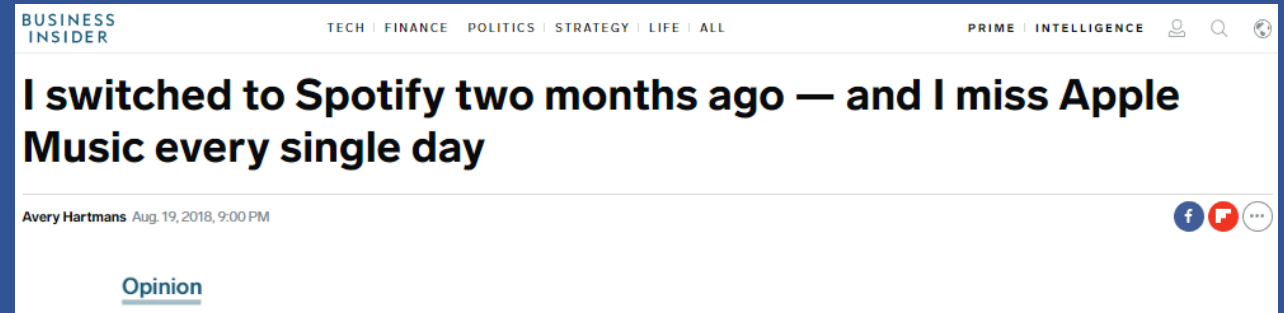 BUSINESS
INSIDER
TECH | FINANCE POLITICS | STRATEGY | LIFE | ALL
PRIME | INTELLIGENCE
I switched to Spotify two months ago — and I miss Apple
Music every single day
Avery Hartmans Aug. 19, 2018, 9:00 PM
f
Opinion